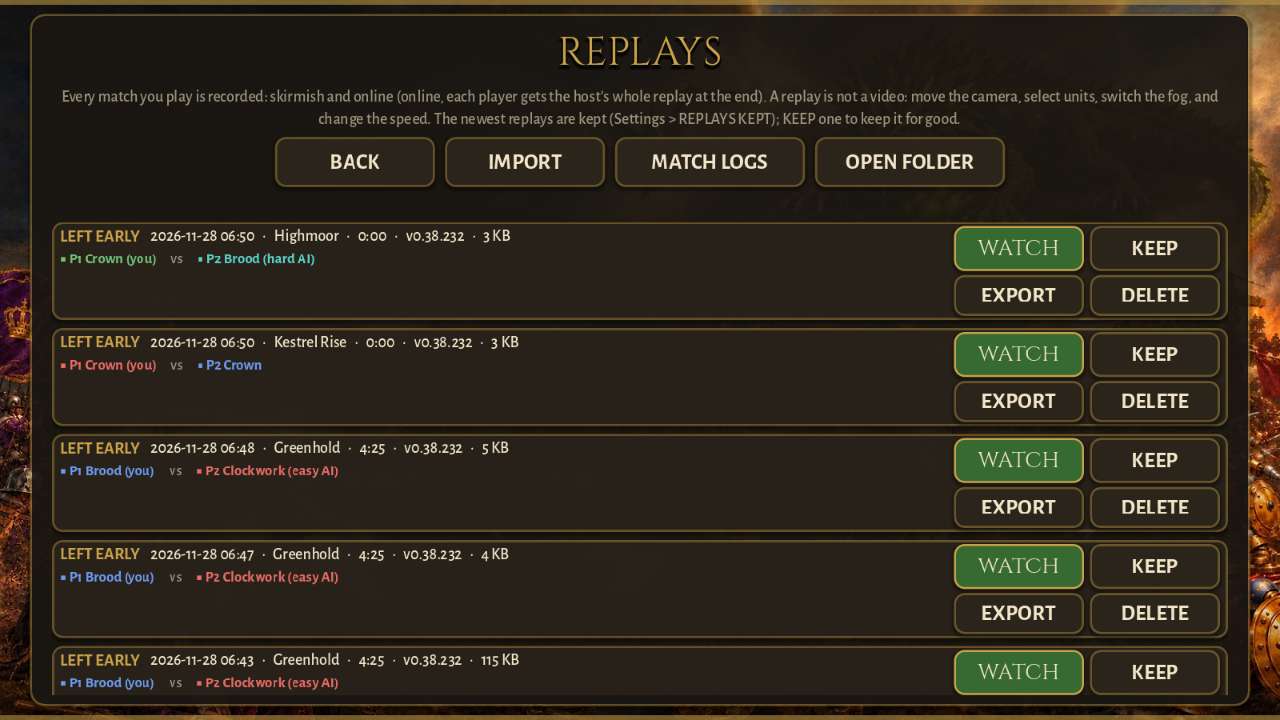 REPLAYS
Every match you play is recorded: skirmish and online (online, each player gets the host's whole replay at the end). A replay is not a video: move the camera, select units, switch the fog, and
change the speed. The newest replays are kept (Settings > REPLAYS KEPT); KEEP one to keep it for good.
BACK IMPORT MATCH LOGS OPEN FOLDER
LEFT EARLY 2026-11-28 06:50 · Highmoor · 0:00 · v0.38.232 · 3 KB WATCH KEEP
▪ P1 Crown (you) vs ▪ P2 Brood (hard AI)
EXPORT DELETE
LEFT EARLY 2026-11-28 06:50 · Kestrel Rise · 0:00 · v0.38.232 · 3 KB WATCH KEEP
▪ P1 Crown (you) vs ▪ P2 Crown
EXPORT DELETE
LEFT EARLY 2026-11-28 06:48 · Greenhold · 4:25 · v0.38.232 · 5 KB WATCH KEEP
▪ P1 Brood (you) vs ▪ P2 Clockwork (easy AI)
EXPORT DELETE
LEFT EARLY 2026-11-28 06:47 · Greenhold · 4:25 · v0.38.232 · 4 KB WATCH KEEP
▪ P1 Brood (you) vs ▪ P2 Clockwork (easy AI)
EXPORT DELETE
LEFT EARLY 2026-11-28 06:43 · Greenhold · 4:25 · v0.38.232 · 115 KB WATCH KEEP
▪ P1 Brood (you) vs ▪ P2 Clockwork (easy AI)